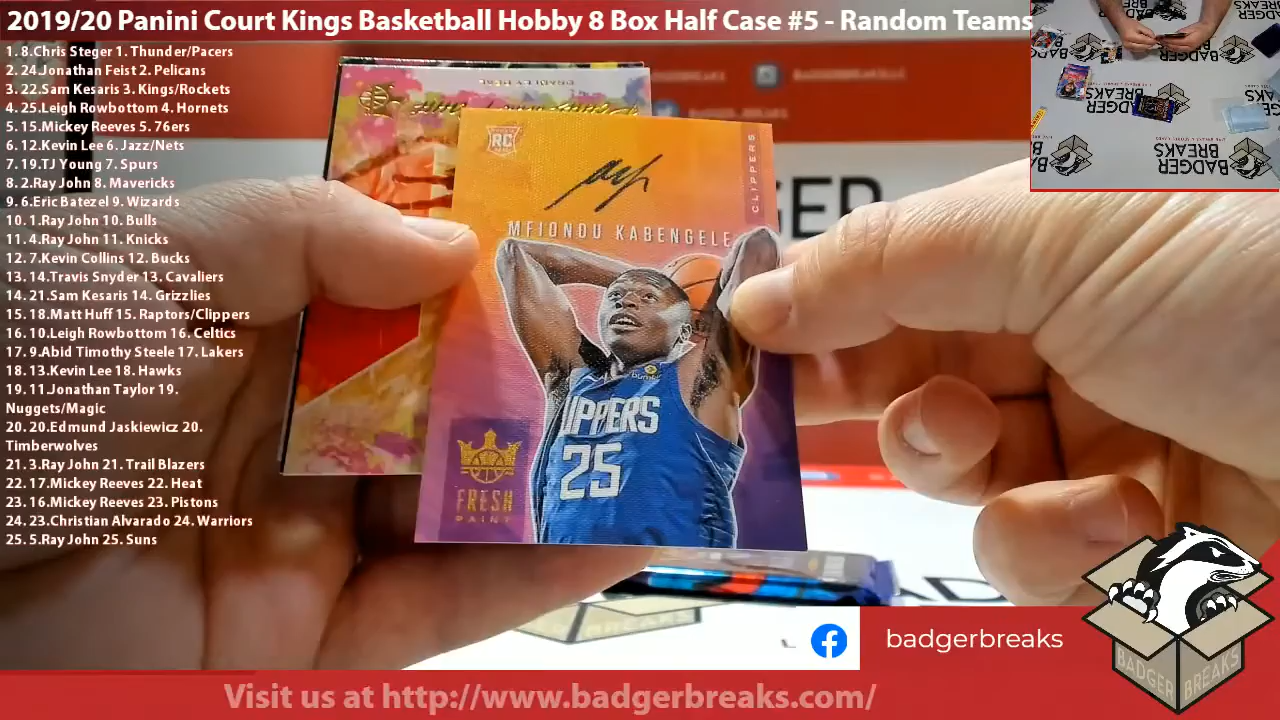 2019/20 Panini Court Kings Basketball Hobby 8 Box Half Case #5 - Random Teams
1. 8.Chris Steger 1. Thunder/Pacers
2. 24.Jonathan Feist 2. Pelicans
3. 22.Sam Kesaris 3. Kings/Rockets
4. 25.Leigh Rowbottom 4. Hornets
5. 15.Mickey Reeves 5. 76ers
6. 12.Kevin Lee 6. Jazz/Nets
7. 19.TJ Young 7. Spurs
8. 2.Ray John 8. Mavericks
9. 6.Eric Batezel 9. Wizards
10. 1.Ray John 10. Bulls
11. 4.Ray John 11. Knicks
12. 7.Kevin Collins 12. Bucks
13. 14.Travis Snyder 13. Cavaliers
14. 21.Sam Kesaris 14. Grizzlies
15. 18.Matt Huff 15. Raptors/Clippers
16. 10.Leigh Rowbottom 16. Celtics
17. 9.Abid Timothy Steele 17. Lakers
18. 13.Kevin Lee 18. Hawks
19. 11.Jonathan Taylor 19.
Nuggets/Magic
20. 20.Edmund Jaskiewicz 20.
Timberwolves
21. 3.Ray John 21. Trail Blazers
22. 17.Mickey Reeves 22. Heat
23. 16.Mickey Reeves 23. Pistons
24. 23.Christian Alvarado 24. Warriors
25. 5.Ray John 25. Suns
BRADLEY BEAL
RC
CLIPPERS
MFIONDU KABENGELE
bumble
CLIPPERS
25
FRESH
PAINT
GER
BADGER
BREAKS
badgerbreaks
BADGER BREAKS
Visit us at http://www.badgerbreaks.com/